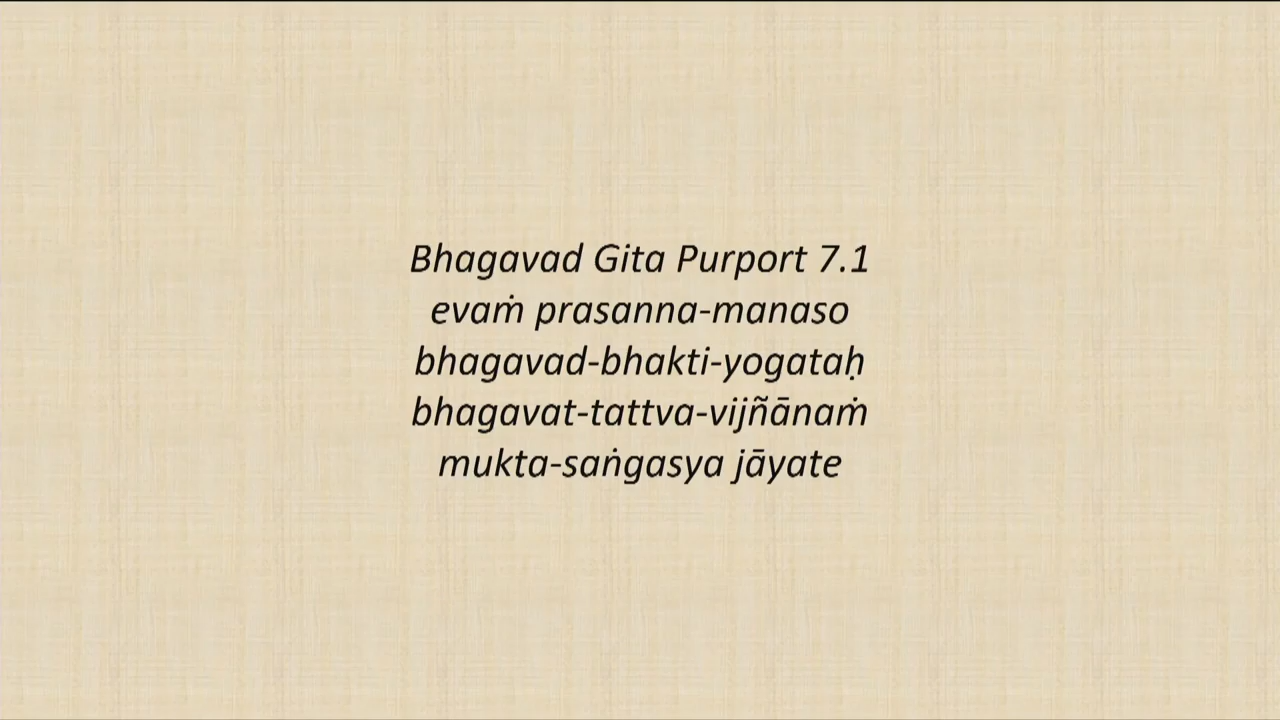 Bhagavad Gita Purport 7.1
evaṁ prasanna-manaso
bhagavad-bhakti-yogataḥ
bhagavat-tattva-vijñānaṁ
mukta-saṅgasya jāyate